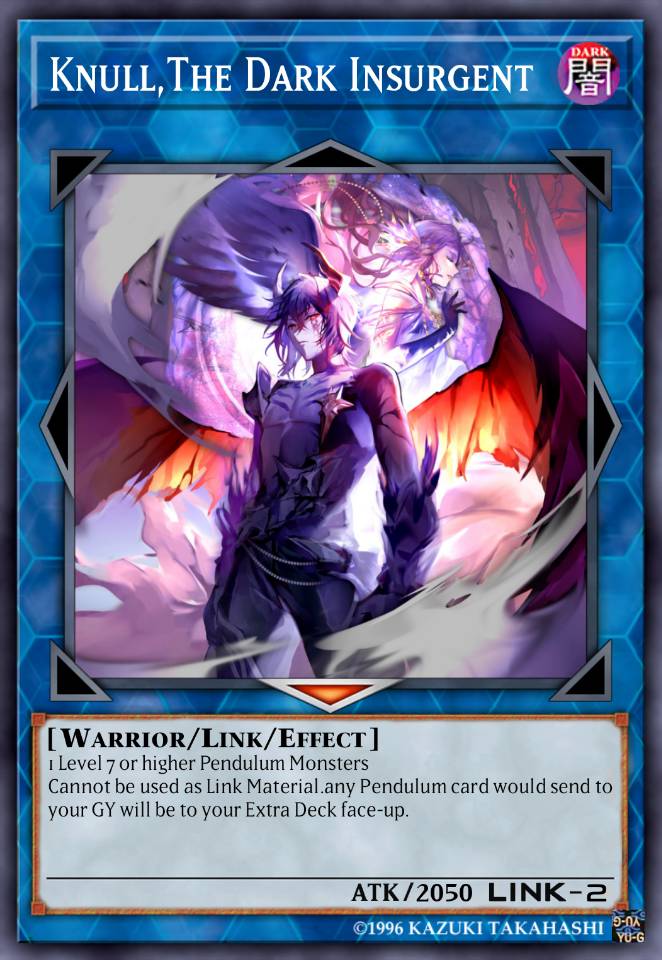 Knull,The Dark Insurgent
DARK
闇
[Warrior/Link/Effect]
1 Level 7 or higher Pendulum Monsters
Cannot be used as Link Material.any Pendulum card would send to
your GY will be to your Extra Deck face-up.
ATK/2050 LINK-2
©1996 KAZUKI TAKAHASHI